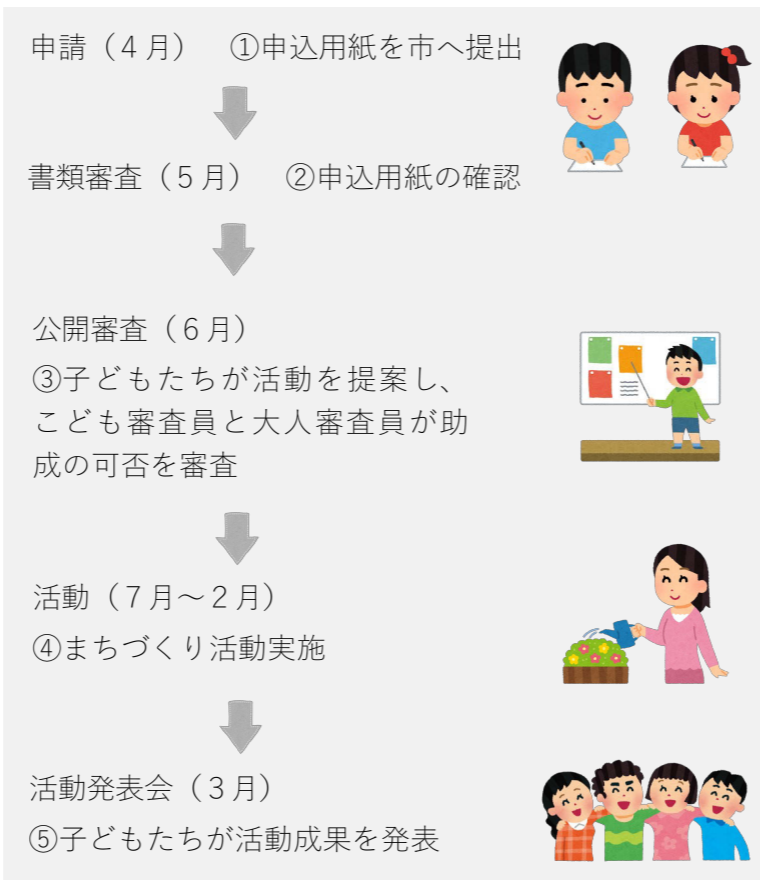 申請（４月）　①申込用紙を市へ提出
書類審査（５月）　②申込用紙の確認
公開審査（６月）
③子どもたちが活動を提案し、
こども審査員と大人審査員が助
成の可否を審査
活動（７月～２月）
④まちづくり活動実施
活動発表会（３月）
⑤子どもたちが活動成果を発表